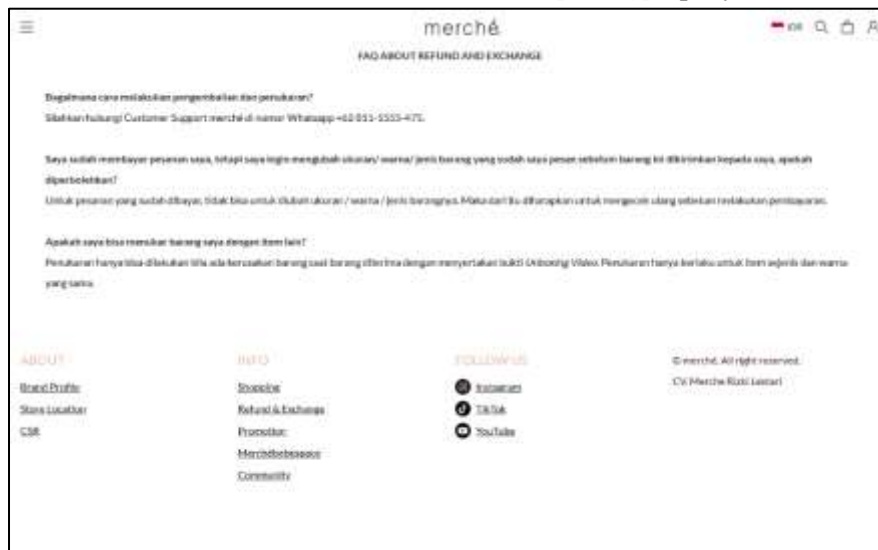 merché
IDR
FAQ ABOUT REFUND AND EXCHANGE
Bagaimana cara melakukan pengembalian dan penukaran?
Silahkan hubungi Customer Support merché di nomor Whatsapp +62 811-5555-475.
Saya sudah membayar pesanan saya, tetapi saya ingin mengubah ukuran/ warna/ jenis barang yang sudah saya pesan sebelum barang ini dikirimkan kepada saya, apakah
diperbolehkan?
Untuk pesanan yang sudah dibayar, tidak bisa untuk diubah ukuran / warna / jenis barangnya. Maka dari itu diharapkan untuk mengecek ulang sebelum melakukan pembayaran.
Apakah saya bisa menukar barang saya dengan item lain?
Penukaran hanya bisa dilakukan bila ada kerusakan barang saat barang diterima dengan menyertakan bukti Unboxing Video. Penukaran hanya berlaku untuk item sejenis dan warna
yang sama.
ABOUT
Brand Profile
Store Location
CSR
INFO
Shopping
Refund & Exchange
Promotion
Community
FOLLOW US
Instagram
TikTok
YouTube
© merché. All right reserved.
CV. Merche Rizki Lestari